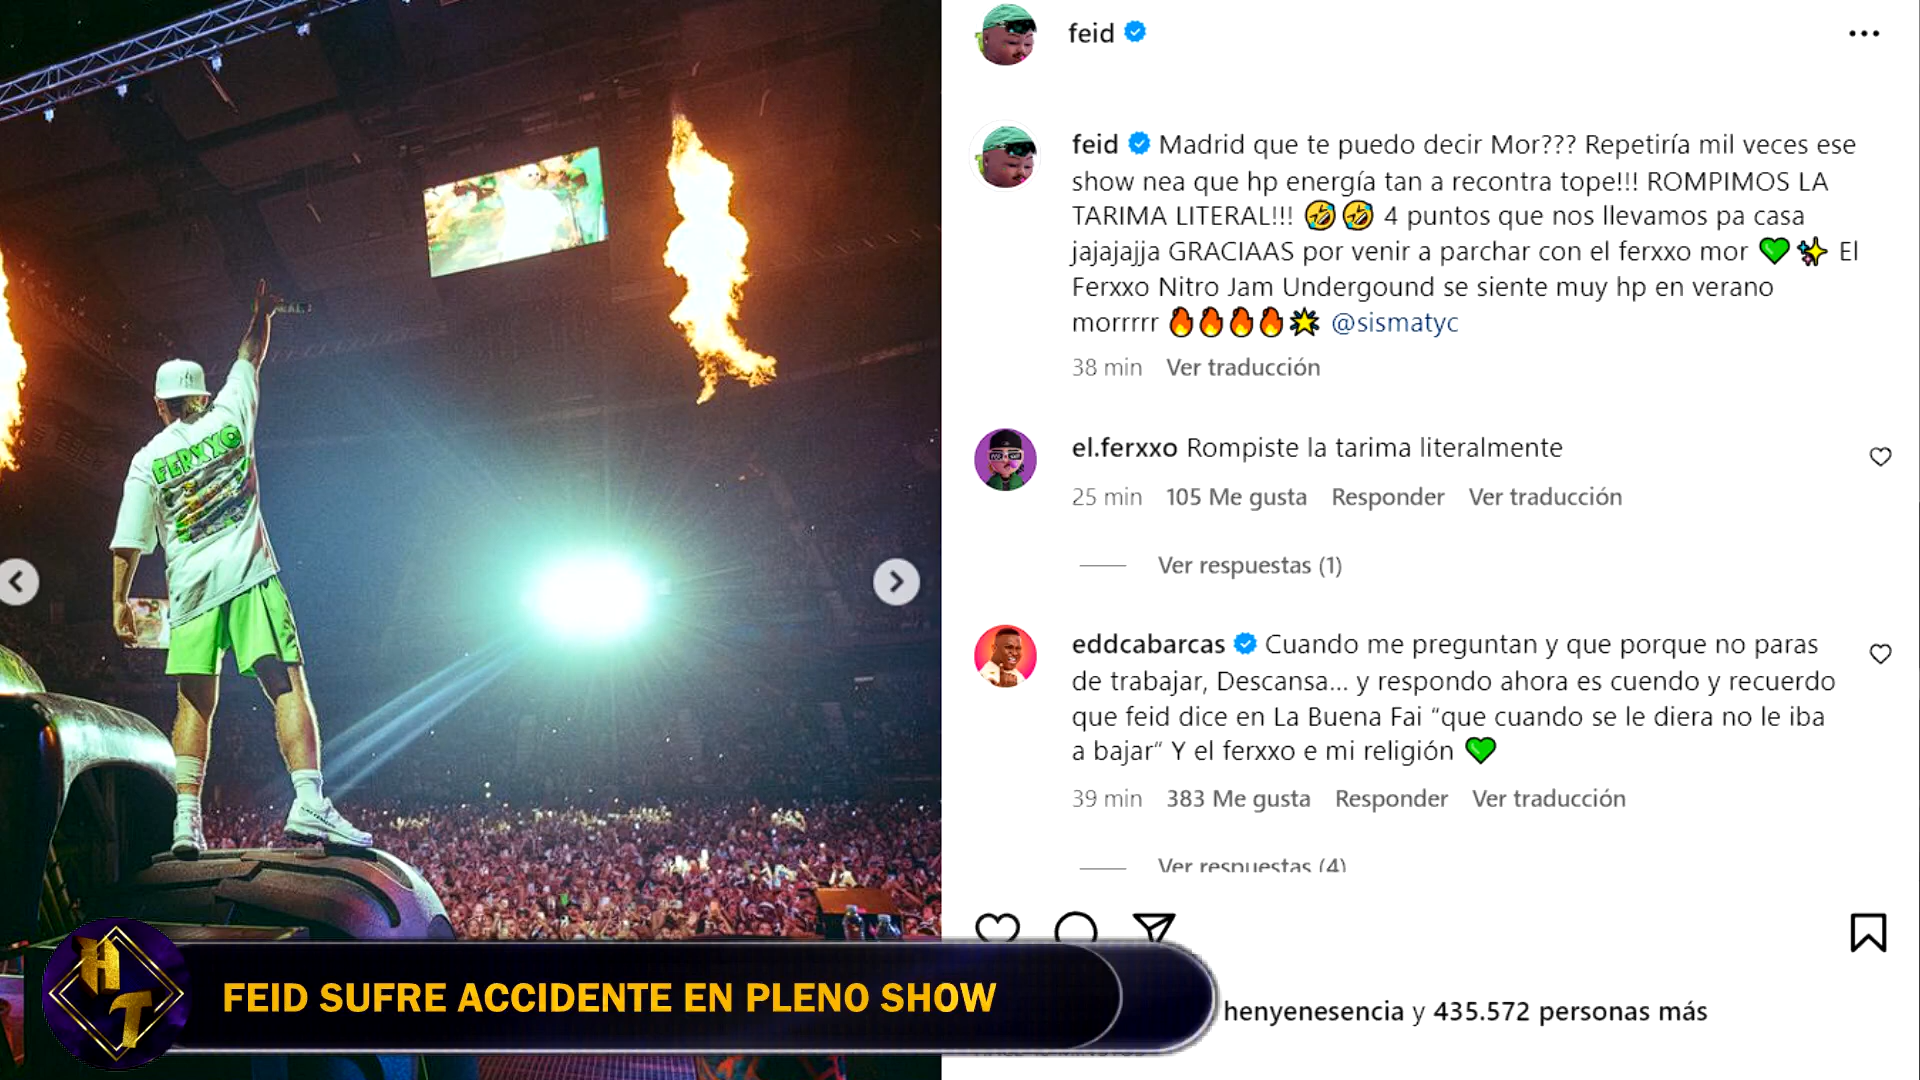 feid
feid Madrid que te puedo decir Mor??? Repetiría mil veces ese
show nea que hp energía tan a recontra tope!!! ROMPIMOS LA
TARIMA LITERAL!!! 🤣🤣 4 puntos que nos llevamos pa casa
jajajajja GRACIAAS por venir a parchar con el ferxxo mor 💚✨ El
Ferxxo Nitro Jam Undergound se siente muy hp en verano
morrrrr 🔥🔥🔥🔥🌟 @sismatyc
38 min Ver traducción
el.ferxxo Rompiste la tarima literalmente
25 min 105 Me gusta Responder Ver traducción
Ver respuestas (1)
eddcabarcas Cuando me preguntan y que porque no paras
de trabajar, Descansa... y respondo ahora es cuendo y recuerdo
que feid dice en La Buena Fai “que cuando se le diera no le iba
a bajar” Y el ferxxo e mi religión 💚
39 min 383 Me gusta Responder Ver traducción
Ver respuestas (4)
henyenesencia y 435.572 personas más
FERXXO
HT
FEID SUFRE ACCIDENTE EN PLENO SHOW